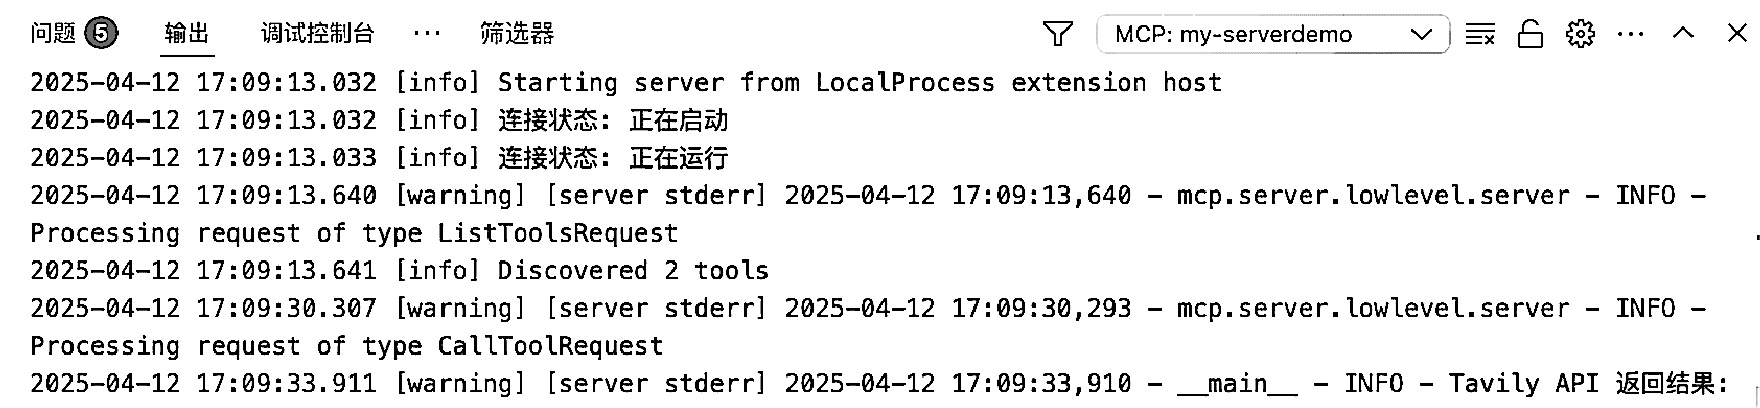 问题 5 输出 调试控制台 ··· 筛选器 MCP: my-serverdemo ···
2025-04-12 17:09:13.032 [info] Starting server from LocalProcess extension host
2025-04-12 17:09:13.032 [info] 连接状态: 正在启动
2025-04-12 17:09:13.033 [info] 连接状态: 正在运行
2025-04-12 17:09:13.640 [warning] [server stderr] 2025-04-12 17:09:13,640 - mcp.server.lowlevel.server - INFO -
Processing request of type ListToolsRequest
2025-04-12 17:09:13.641 [info] Discovered 2 tools
2025-04-12 17:09:30.307 [warning] [server stderr] 2025-04-12 17:09:30,293 - mcp.server.lowlevel.server - INFO -
Processing request of type CallToolRequest
2025-04-12 17:09:33.911 [warning] [server stderr] 2025-04-12 17:09:33,910 - __main__ - INFO - Tavily API 返回结果: